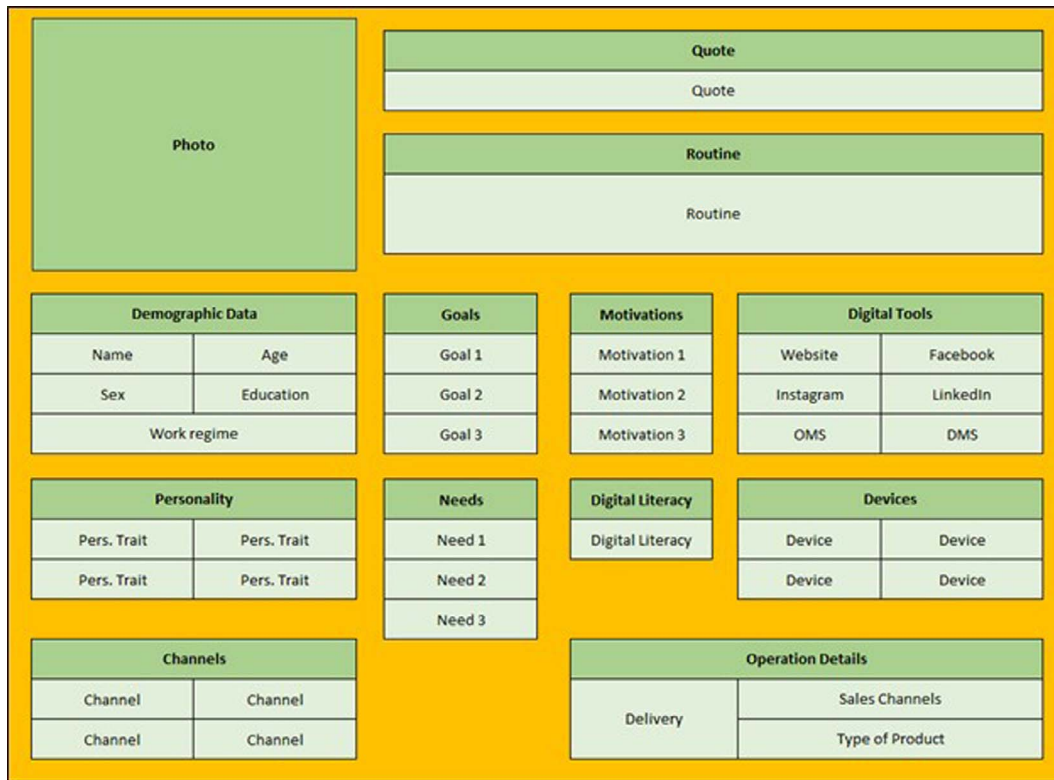 Photo
Quote
Quote
Routine
Routine
Demographic Data
Name Age
Sex Education
Work regime
Goals
Goal 1
Goal 2
Goal 3
Motivations
Motivation 1
Motivation 2
Motivation 3
Digital Tools
Website Facebook
Instagram LinkedIn
OMS DMS
Personality
Pers. Trait Pers. Trait
Pers. Trait Pers. Trait
Needs
Need 1
Need 2
Need 3
Digital Literacy
Digital Literacy
Devices
Device Device
Device Device
Channels
Channel Channel
Channel Channel
Operation Details
Delivery
Sales Channels
Type of Product